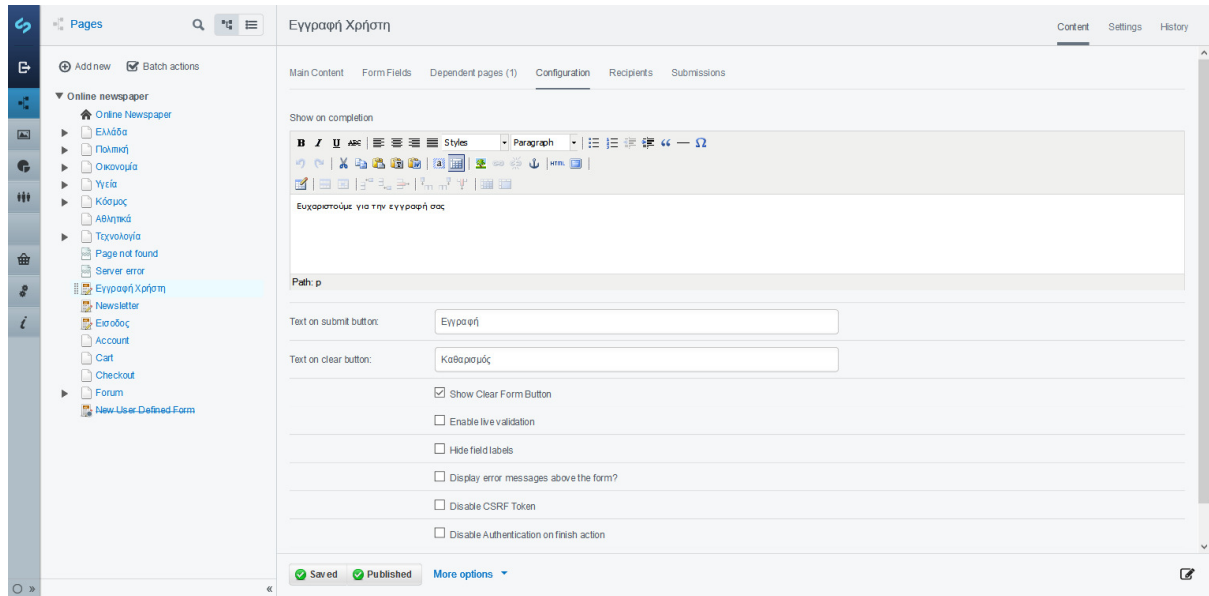 Pages
Εγγραφή Χρήστη
Content Settings History
Add new Batch actions
Online newspaper
Online Newspaper
Ελλάδα
Πολιτική
Οικονομία
Υγεία
Κόσμος
Αθλητικά
Τεχνολογία
Page not found
Server error
Εγγραφή Χρήστη
Newsletter
Εισοδος
Account
Cart
Checkout
Forum
New User Defined Form
Main Content Form Fields Dependent pages (1) Configuration Recipients Submissions
Show on completion
B I U ABC Styles Paragraph “ — Ω
HTML
Ευχαριστούμε για την εγγραφή σας
Path: p
Text on submit button: Εγγραφή
Text on clear button: Καθαρισμός
Show Clear Form Button
Enable live validation
Hide field labels
Display error messages above the form?
Disable CSRF Token
Disable Authentication on finish action
Saved Published More options